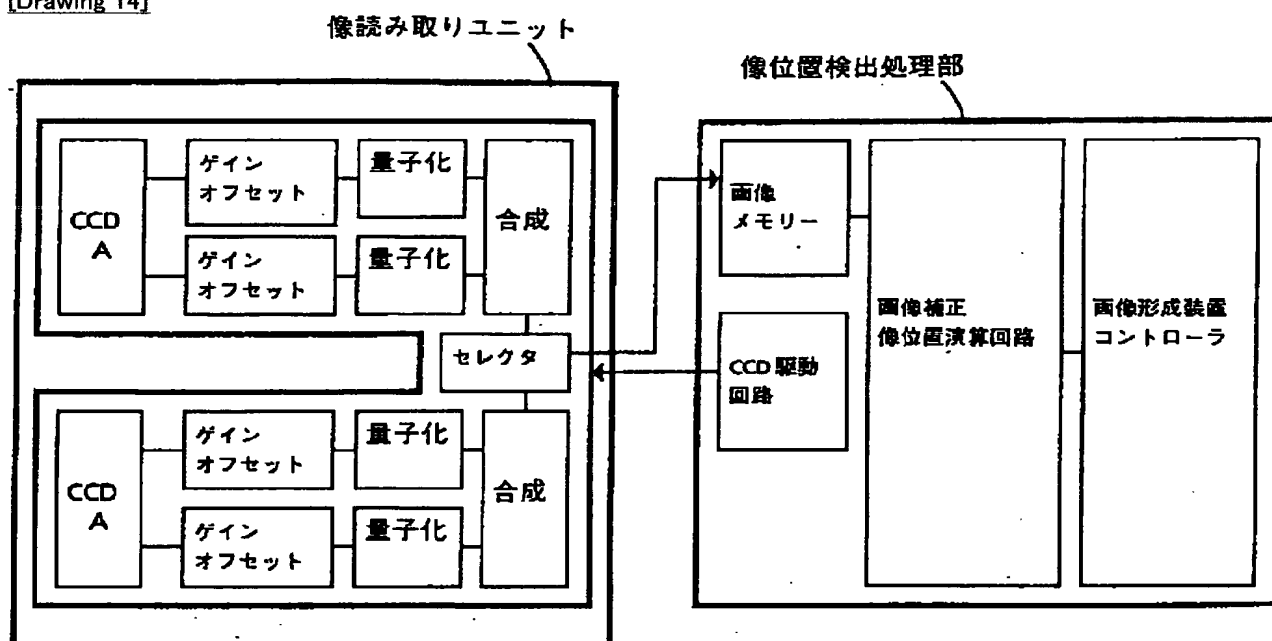 [Drawing 14]
像読み取りユニット
像位置検出処理部
CCD
A
ゲイン
オフセット
量子化
ゲイン
オフセット
量子化
合成
セレクタ
CCD
A
ゲイン
オフセット
量子化
ゲイン
オフセット
量子化
合成
画像
メモリー
CCD 駆動
回路
画像補正
像位置演算回路
画像形成装置
コントローラ